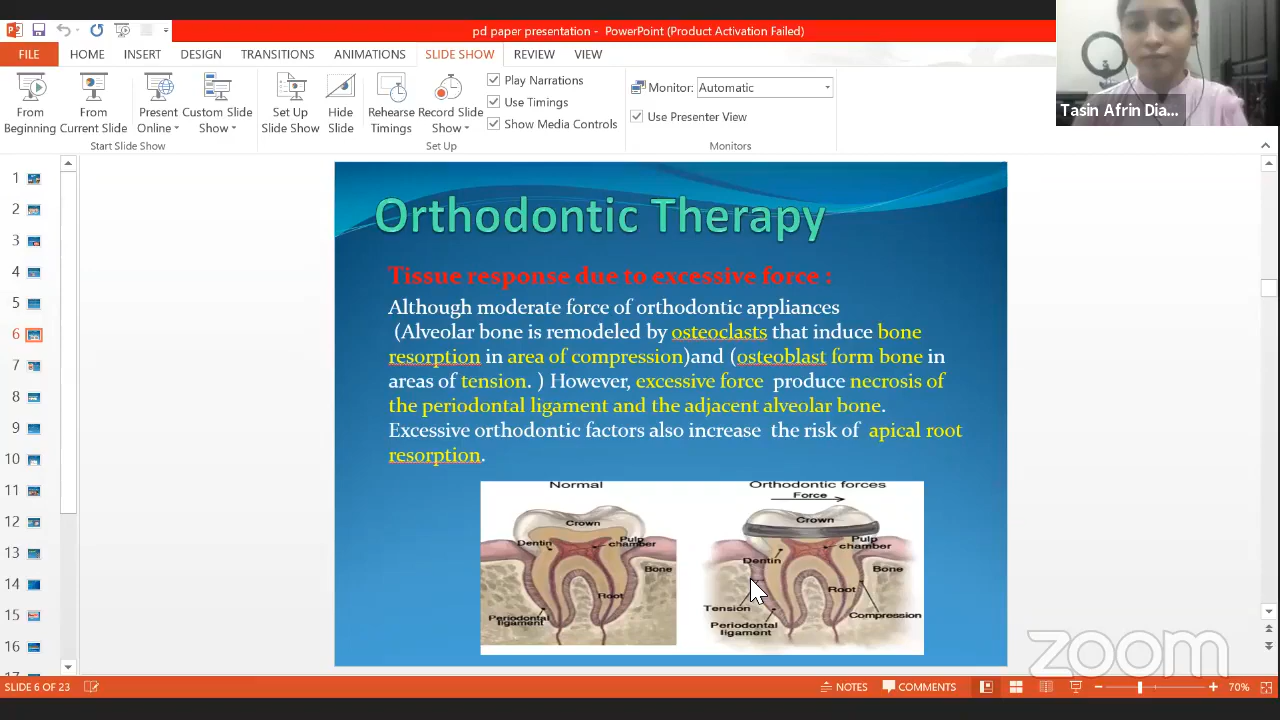 pd paper presentation - PowerPoint (Product Activation Failed)
FILE HOME INSERT DESIGN TRANSITIONS ANIMATIONS SLIDE SHOW REVIEW VIEW
From Beginning
From Current Slide
Present Online
Custom Slide Show
Start Slide Show
Set Up Slide Show
Hide Slide
Rehearse Timings
Record Slide Show
Play Narrations
Use Timings
Show Media Controls
Set Up
Monitor: Automatic
Use Presenter View
Monitors
Tasin Afrin Dia...
1
2
3
4
5
6
7
8
9
10
11
12
13
14
15
16
Orthodontic Therapy
Tissue response due to excessive force :
Although moderate force of orthodontic appliances
(Alveolar bone is remodeled by osteoclasts that induce bone
resorption in area of compression)and (osteoblast form bone in
areas of tension. ) However, excessive force produce necrosis of
the periodontal ligament and the adjacent alveolar bone.
Excessive orthodontic factors also increase the risk of apical root
resorption.
Normal
Crown
Dentin
Pulp chamber
Bone
Root
Periodontal ligament
Orthodontic forces
Force
Crown
Pulp chamber
Dentin
Bone
Root
Tension
Compression
Periodontal ligament
zoom
SLIDE 6 OF 23
NOTES COMMENTS
70%